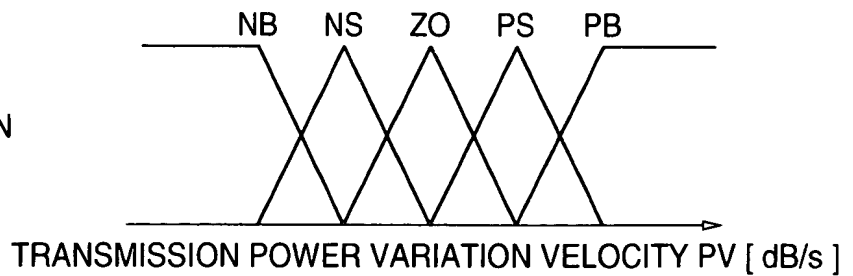 NB NS ZO PS PB
N
TRANSMISSION POWER VARIATION VELOCITY PV [ dB/s ]